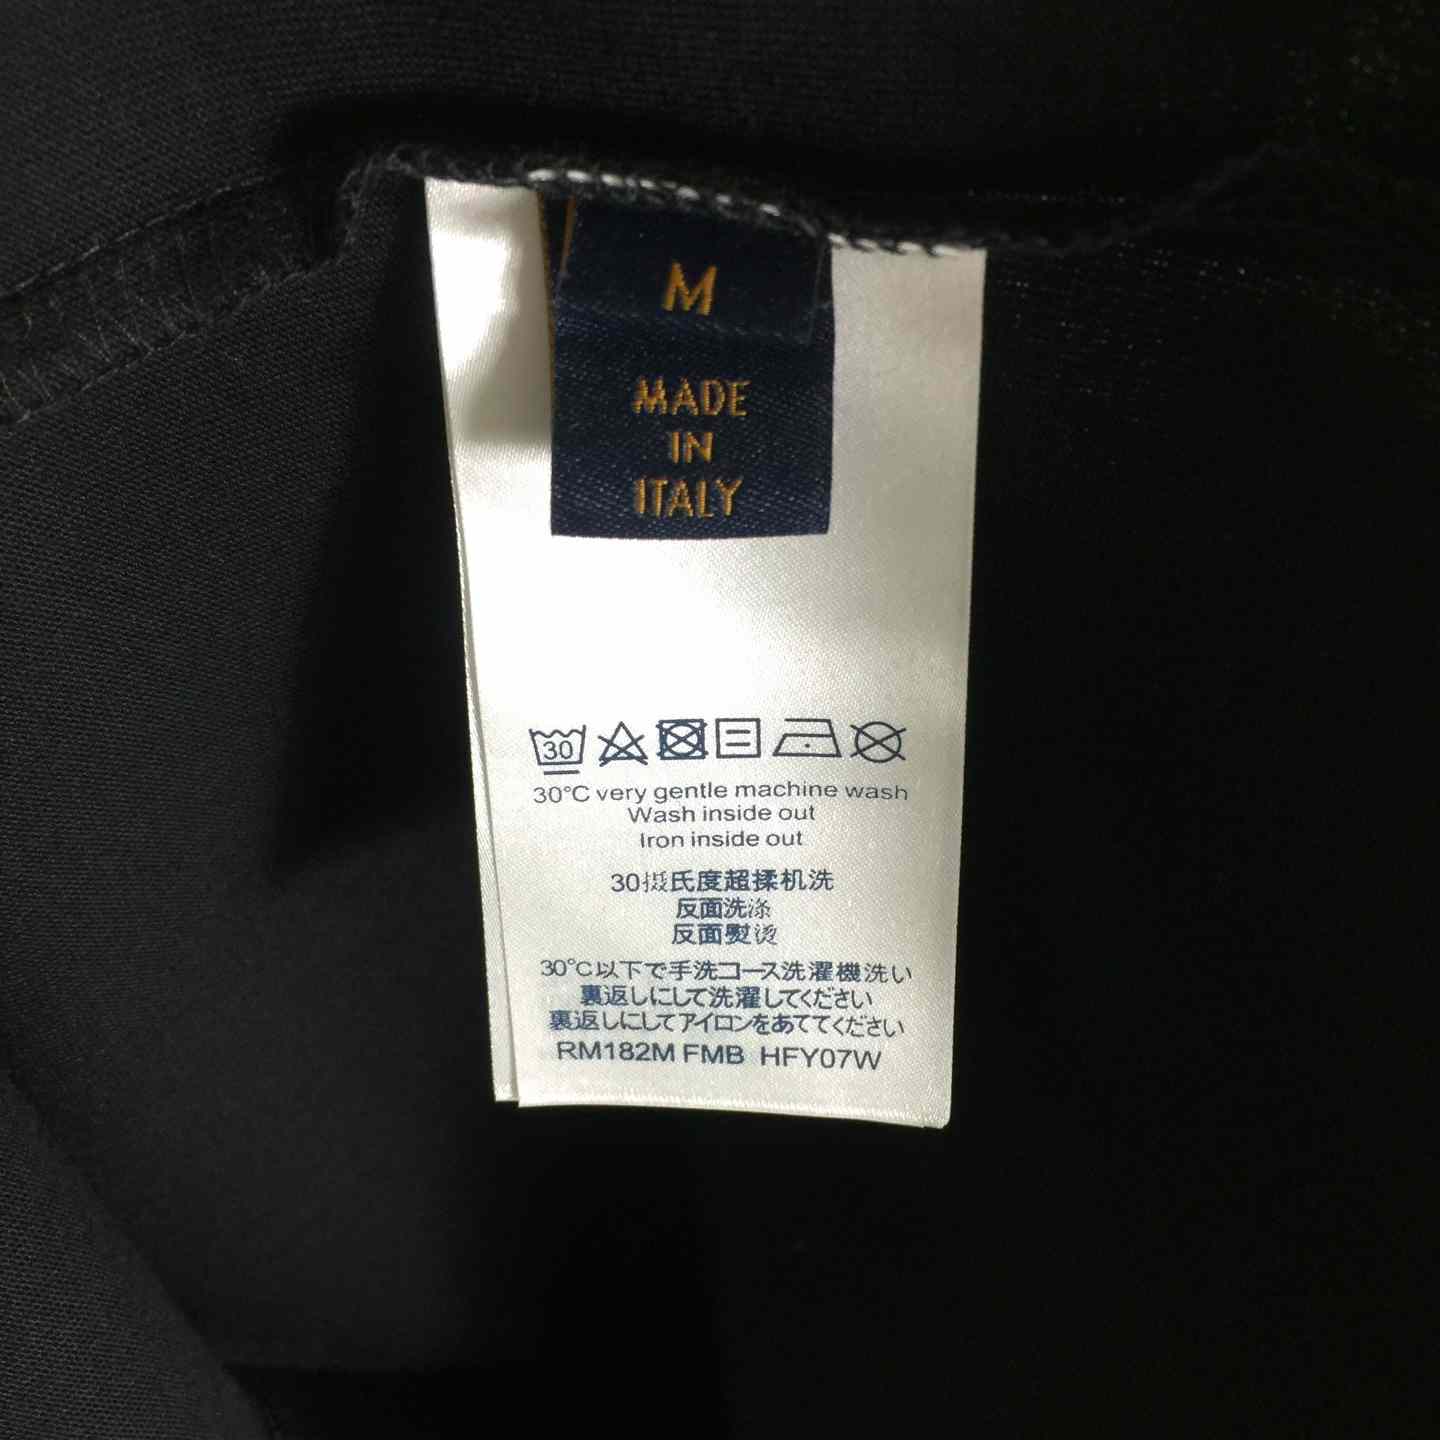 M
MADE
IN
ITALY
30
30°C very gentle machine wash
Wash inside out
Iron inside out
30摄氏度超揉机洗
反面洗涤
反面熨烫
30°C以下で手洗コース洗濯機洗い
裏返しにして洗濯してください
裏返しにしてアイロンをあててください
RM182M FMB HFY07W